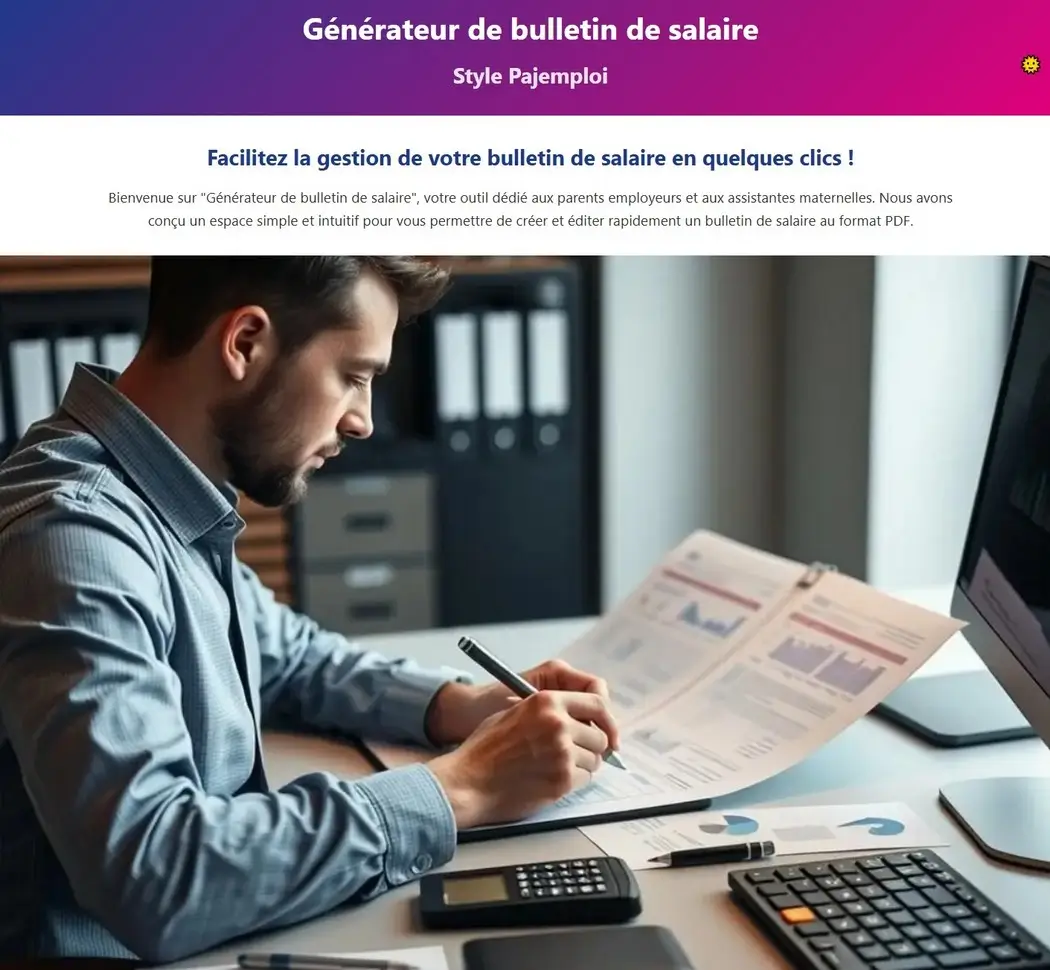 Générateur de bulletin de salaire
Style Pajemploi
Facilitez la gestion de votre bulletin de salaire en quelques clics !
Bienvenue sur "Générateur de bulletin de salaire", votre outil dédié aux parents employeurs et aux assistantes maternelles. Nous avons
conçu un espace simple et intuitif pour vous permettre de créer et éditer rapidement un bulletin de salaire au format PDF.